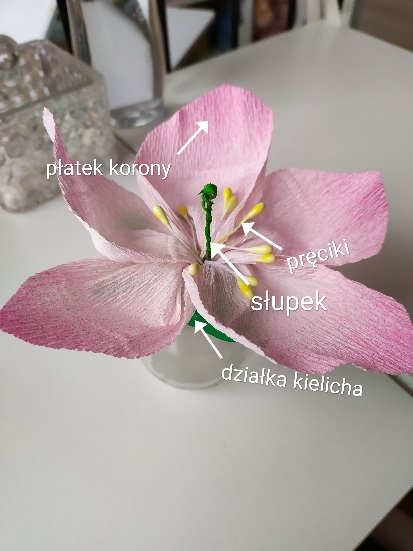 płatek korony
pręciki
słupek
działka kielicha